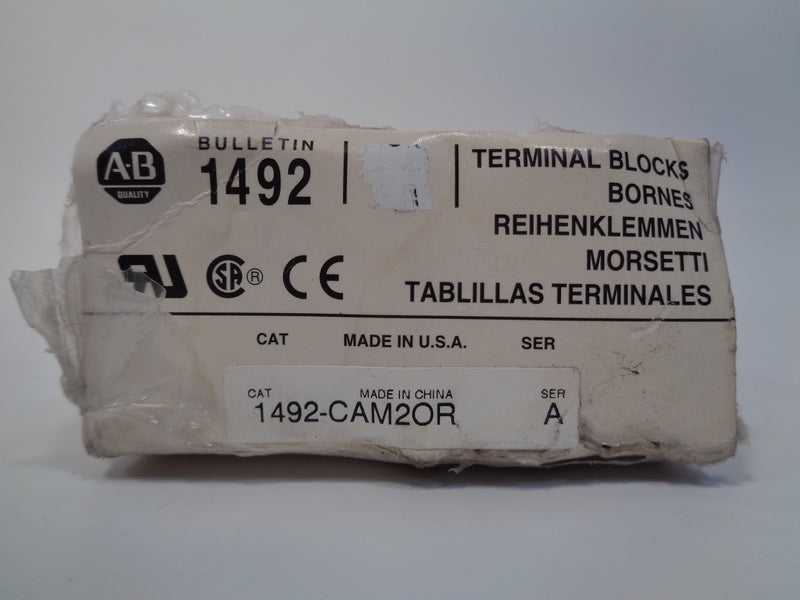 A-B
QUALITY
BULLETIN
1492
TERMINAL BLOCKS
BORNES
REIHENKLEMMEN
MORSETTI
TABLILLAS TERMINALES
SA ®
CE
CAT MADE IN U.S.A. SER
CAT MADE IN CHINA SER
1492-CAM2OR A